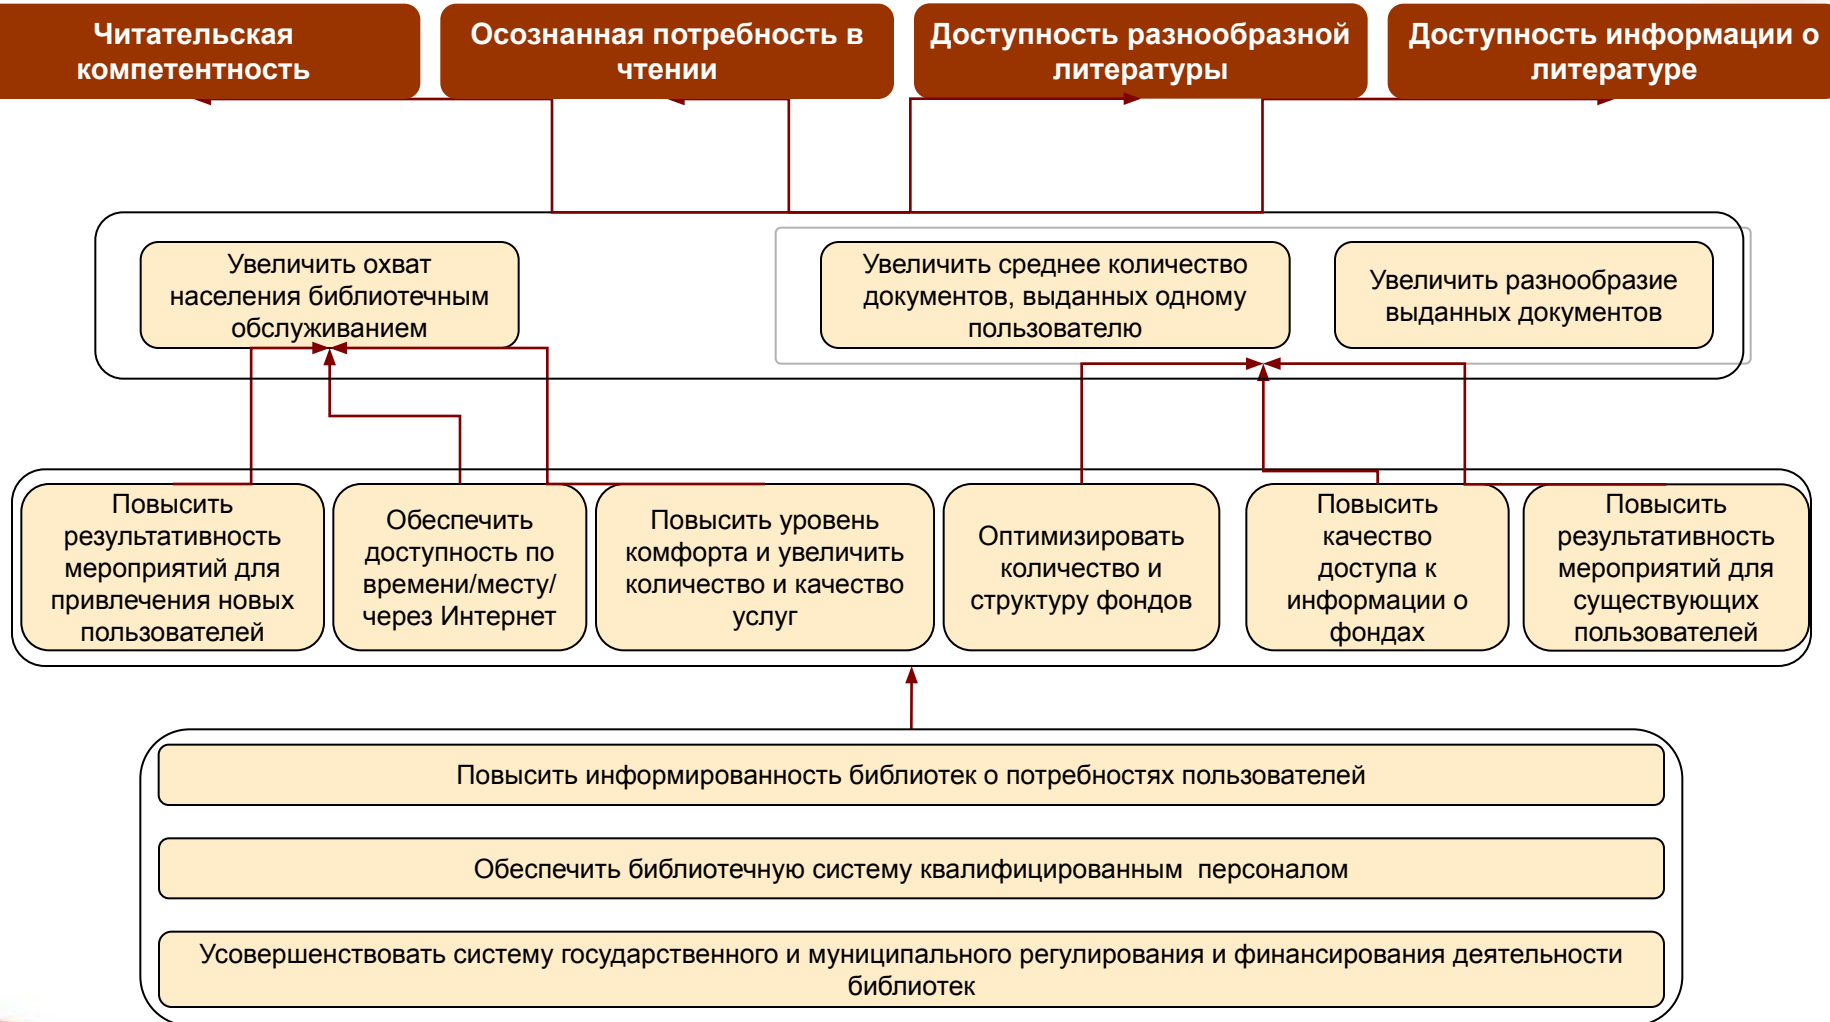 Читательская
компетентность
Осознанная потребность в
чтении
Доступность разнообразной
литературы
Доступность информации о
литературе
Увеличить охват
населения библиотечным
обслуживанием
Увеличить среднее количество
документов, выданных одному
пользователю
Увеличить разнообразие
выданных документов
Повысить
результативность
мероприятий для
привлечения новых
пользователей
Обеспечить
доступность по
времени/месту/
через Интернет
Повысить уровень
комфорта и увеличить
количество и качество
услуг
Оптимизировать
количество и
структуру фондов
Повысить
качество
доступа к
информации о
фондах
Повысить
результативность
мероприятий для
существующих
пользователей
Повысить информированность библиотек о потребностях пользователей
Обеспечить библиотечную систему квалифицированным  персоналом
Усовершенствовать систему государственного и муниципального регулирования и финансирования деятельности
библиотек